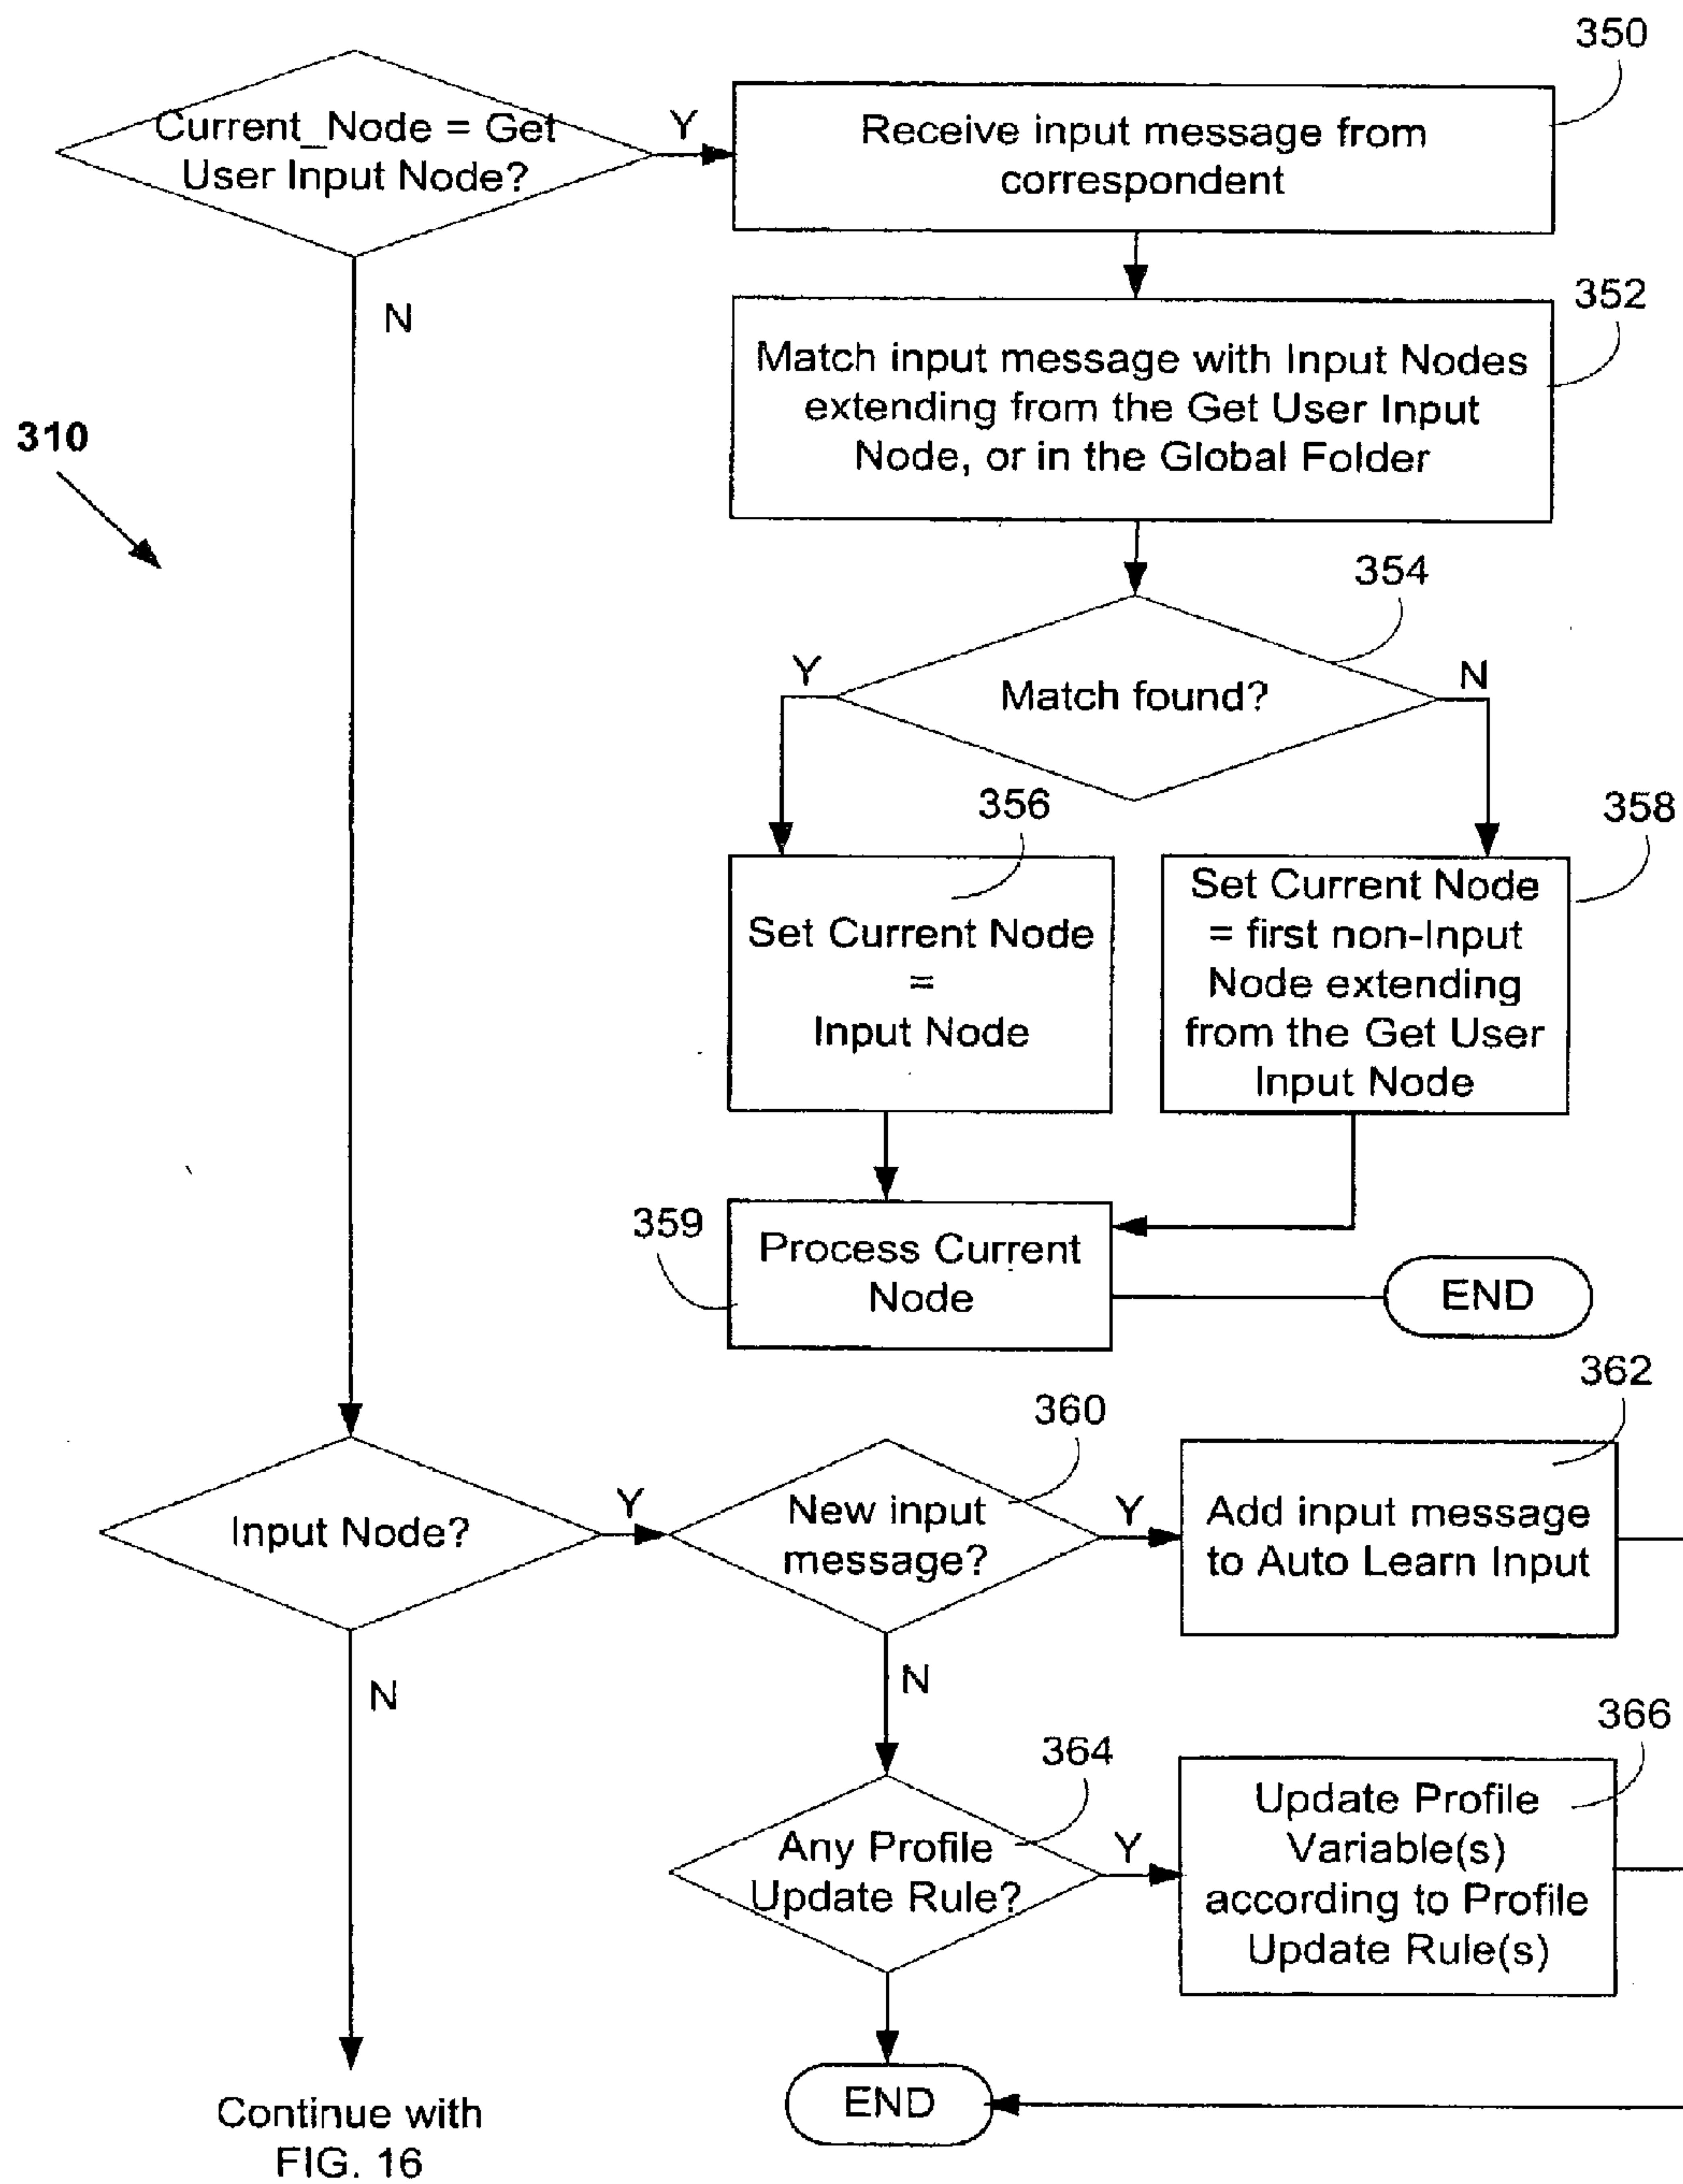 350
Current_Node = Get
User Input Node?
Y
Receive input message from
correspondent
N
352
Match input message with Input Nodes
extending from the Get User Input
Node, or in the Global Folder
310
354
Y
Match found?
N
356
358
Set Current Node
=
Input Node
Set Current Node
= first non-Input
Node extending
from the Get User
Input Node
359
Process Current
Node
END
362
360
Input Node?
Y
New input
message?
Y
Add input message
to Auto Learn Input
N
N
366
364
Any Profile
Update Rule?
Y
Update Profile
Variable(s)
according to Profile
Update Rule(s)
END
Continue with
FIG. 16